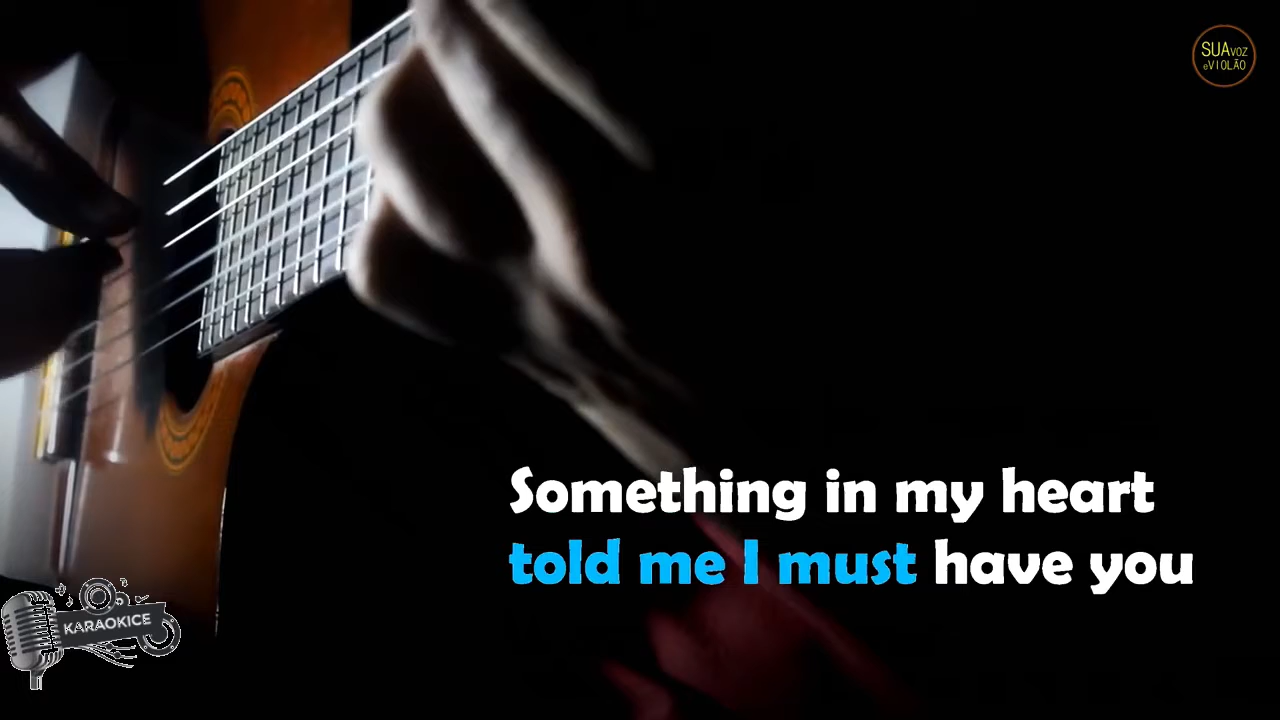 SUA VOZ
e VIOLÃO
Something in my heart
told me I must have you
KARAOKICE